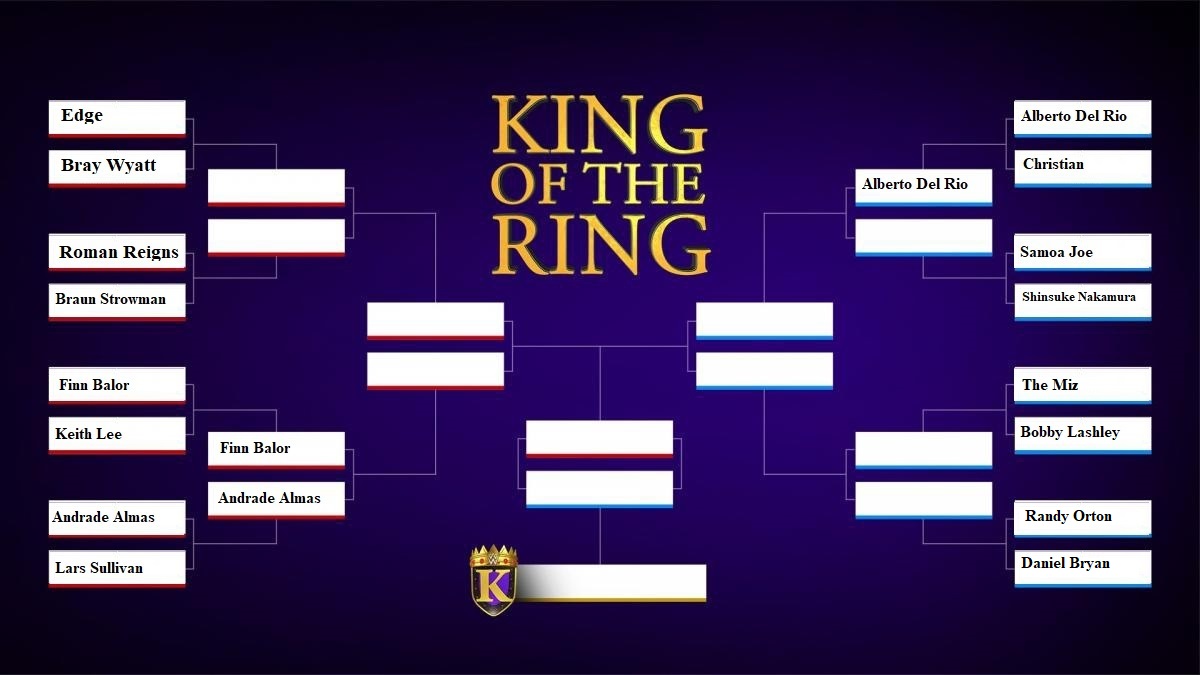 KING
OF THE
RING
Edge
Bray Wyatt
Roman Reigns
Braun Strowman
Finn Balor
Keith Lee
Andrade Almas
Lars Sullivan
Finn Balor
Andrade Almas
Alberto Del Rio
Alberto Del Rio
Christian
Samoa Joe
Shinsuke Nakamura
The Miz
Bobby Lashley
Randy Orton
Daniel Bryan
K